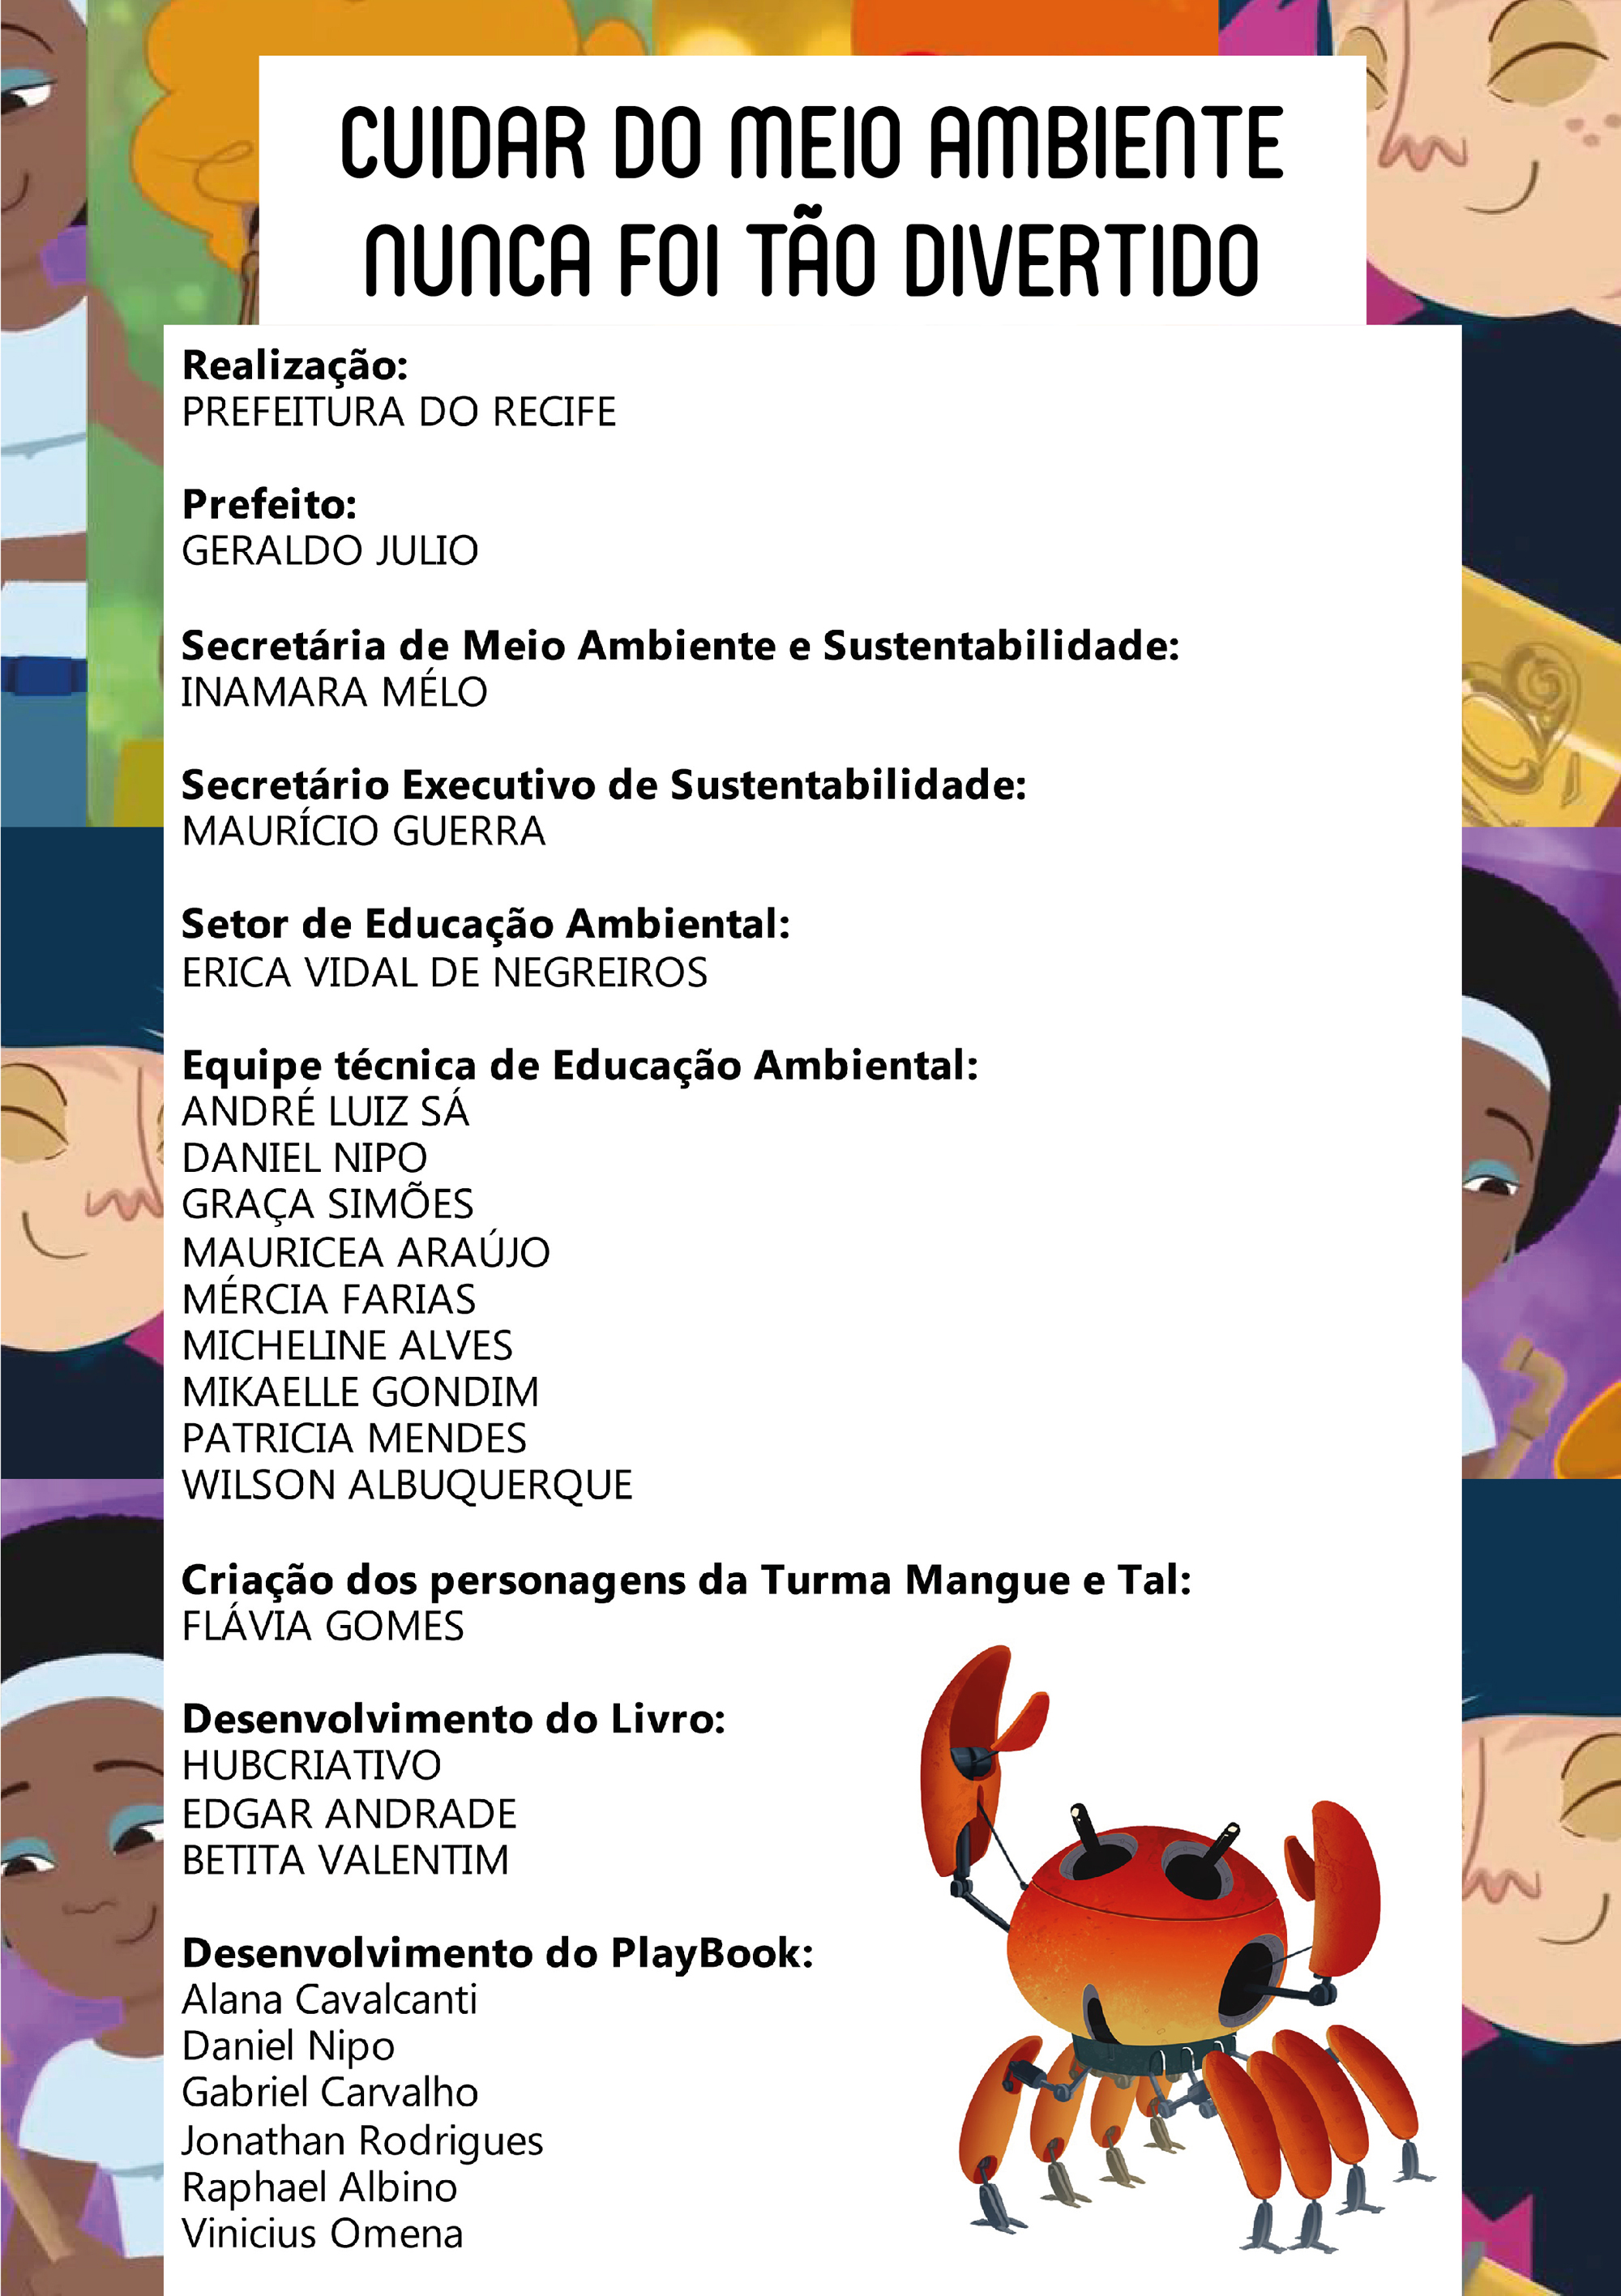 CUIDAR DO MEIO AMBIENTE
NUNCA FOI TÃO DIVERTIDO
Realização:
PREFEITURA DO RECIFE
Prefeito:
GERALDO JULIO
Secretária de Meio Ambiente e Sustentabilidade:
INAMARA MÉLO
Secretário Executivo de Sustentabilidade:
MAURÍCIO GUERRA
Setor de Educação Ambiental:
ERICA VIDAL DE NEGREIROS
Equipe técnica de Educação Ambiental:
ANDRÉ LUIZ SÁ
DANIEL NIPO
GRAÇA SIMÕES
MAURICEA ARAÚJO
MÉRCIA FARIAS
MICHELINE ALVES
MIKAELLE GONDIM
PATRICIA MENDES
WILSON ALBUQUERQUE
Criação dos personagens da Turma Mangue e Tal:
FLÁVIA GOMES
Desenvolvimento do Livro:
HUBCRIATIVO
EDGAR ANDRADE
BETITA VALENTIM
Desenvolvimento do PlayBook:
Alana Cavalcanti
Daniel Nipo
Gabriel Carvalho
Jonathan Rodrigues
Raphael Albino
Vinicius Omena